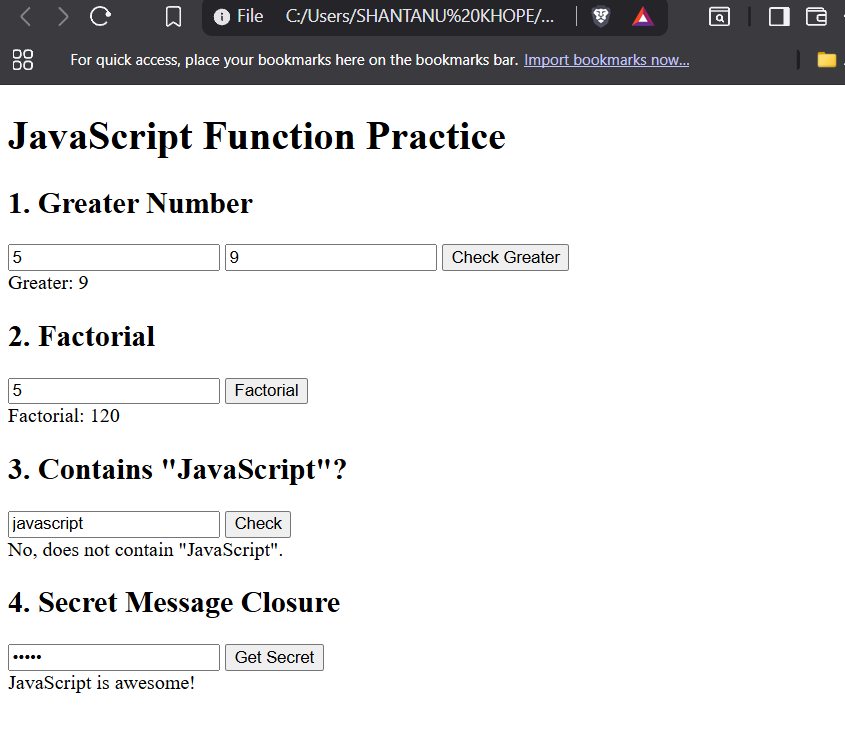 File C:/Users/SHANTANU%20KHOPE/...
For quick access, place your bookmarks here on the bookmarks bar. Import bookmarks now...
JavaScript Function Practice
1. Greater Number
5 9 Check Greater
Greater: 9
2. Factorial
5 Factorial
Factorial: 120
3. Contains "JavaScript"?
javascript Check
No, does not contain "JavaScript".
4. Secret Message Closure
••••• Get Secret
JavaScript is awesome!